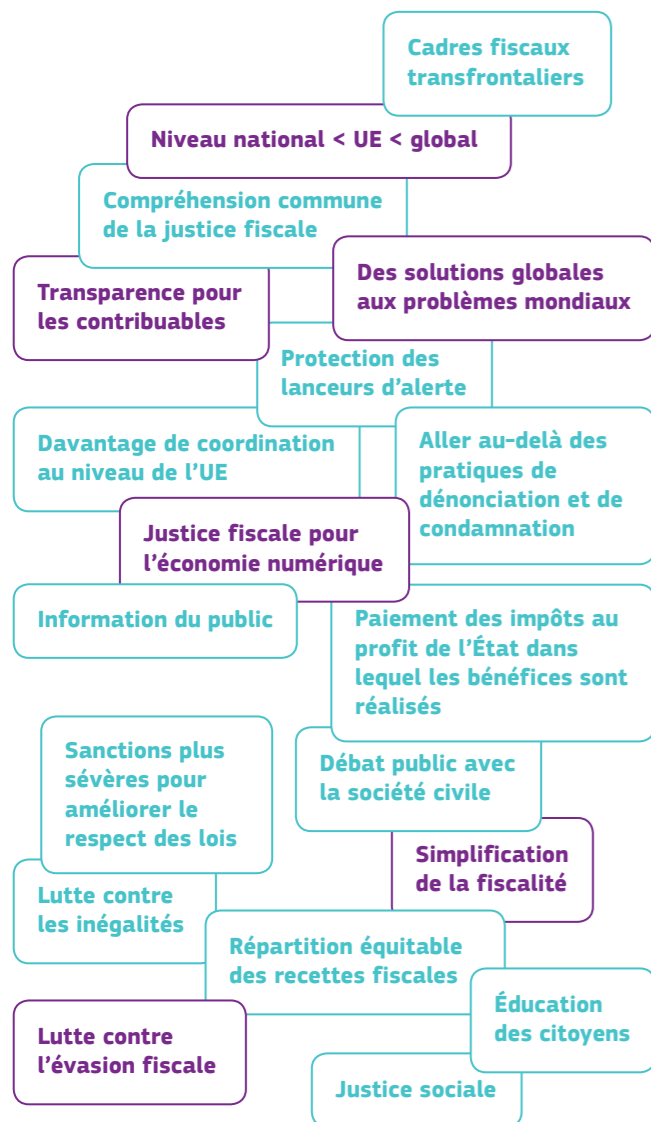 Cadres fiscaux
transfrontaliers
Niveau national < UE < global
Compréhension commune
de la justice fiscale
Des solutions globales
aux problèmes mondiaux
Transparence pour
les contribuables
Protection des
lanceurs d’alerte
Davantage de coordination
au niveau de l’UE
Aller au-delà des
pratiques de
dénonciation et de
condamnation
Justice fiscale pour
l’économie numérique
Information du public
Paiement des impôts au
profit de l’État dans
lequel les bénéfices sont
réalisés
Sanctions plus
sévères pour
améliorer le
respect des lois
Débat public avec
la société civile
Simplification
de la fiscalité
Lutte contre
les inégalités
Répartition équitable
des recettes fiscales
Éducation
des citoyens
Lutte contre
l’évasion fiscale
Justice sociale